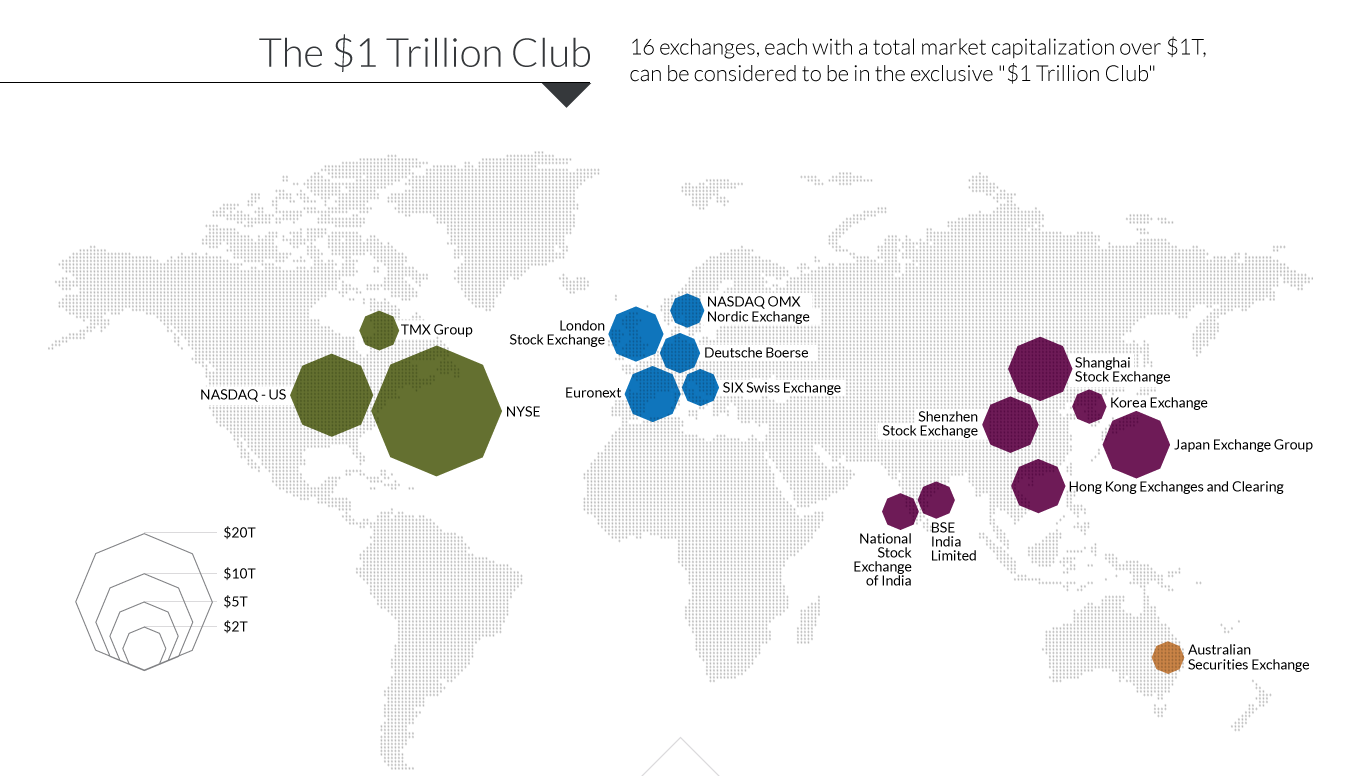 The $1 Trillion Club
16 exchanges, each with a total market capitalization over $1T,
can be considered to be in the exclusive "$1 Trillion Club"
NASDAQ OMX
Nordic Exchange
London
Stock Exchange
TMX Group
Deutsche Boerse
Shanghai
Stock Exchange
SIX Swiss Exchange
Euronext
NASDAQ - US
NYSE
Korea Exchange
Shenzhen
Stock Exchange
Japan Exchange Group
Hong Kong Exchanges and Clearing
BSE
India
Limited
National
Stock
Exchange
of India
$20T
$10T
$5T
$2T
Australian
Securities Exchange